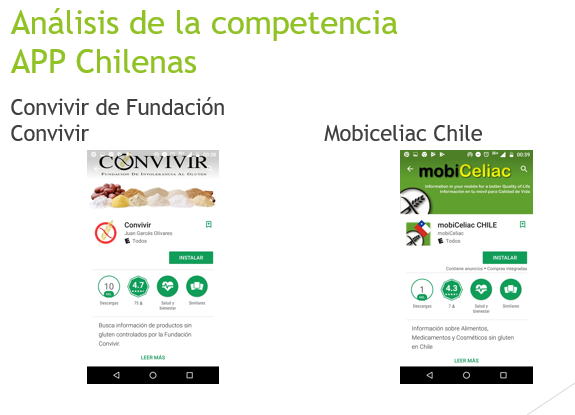 Análisis de la competencia
APP Chilenas
Convivir de Fundación
Convivir
CONVIVIR
FUNDACION DE INTOLERANCIA AL GLUTEN
Convivir
Juan Garcés Olivares
Todos
INSTALAR
10
MIL
4.7
Descargas
75
Salud y
bienestar
Similares
Busca información de productos sin
gluten controlados por la Fundación
Convivir.
LEER MÁS
Mobiceliac Chile
00:39
mobiCeliac
Information in your mobile for a better Quality of Life
Información en tu móvil para Calidad de Vida
mobiCeliac CHILE
mobiCeliac
Todos
INSTALAR
Contiene anuncios • Compras integradas
1
MIL
4.3
Descargas
7
Salud y
bienestar
Similares
Información sobre Alimentos,
Medicamentos y Cosméticos sin gluten
en Chile
LEER MÁS